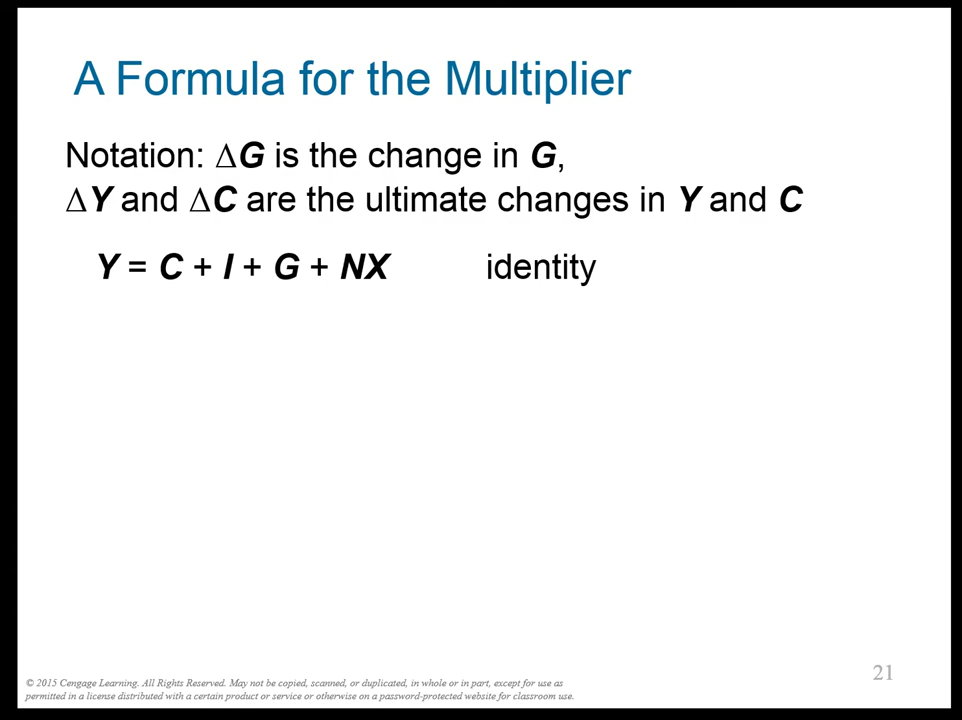 A Formula for the Multiplier
Notation: ΔG is the change in G,
ΔY and ΔC are the ultimate changes in Y and C
Y = C + I + G + NX identity
21
© 2015 Cengage Learning. All Rights Reserved. May not be copied, scanned, or duplicated, in whole or in part, except for use as
permitted in a license distributed with a certain product or service or otherwise on a password-protected website for classroom use.